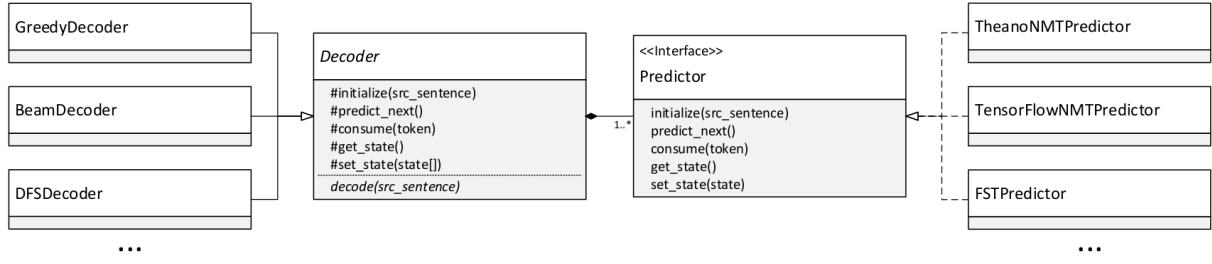 GreedyDecoder
BeamDecoder
DFSDecoder
...
Decoder
#initialize(src_sentence)
#predict_next()
#consume(token)
#get_state()
#set_state(state[])
decode(src_sentence)
1..*
<<Interface>>
Predictor
initialize(src_sentence)
predict_next()
consume(token)
get_state()
set_state(state)
TheanoNMTPredictor
TensorFlowNMTPredictor
FSTPredictor
...